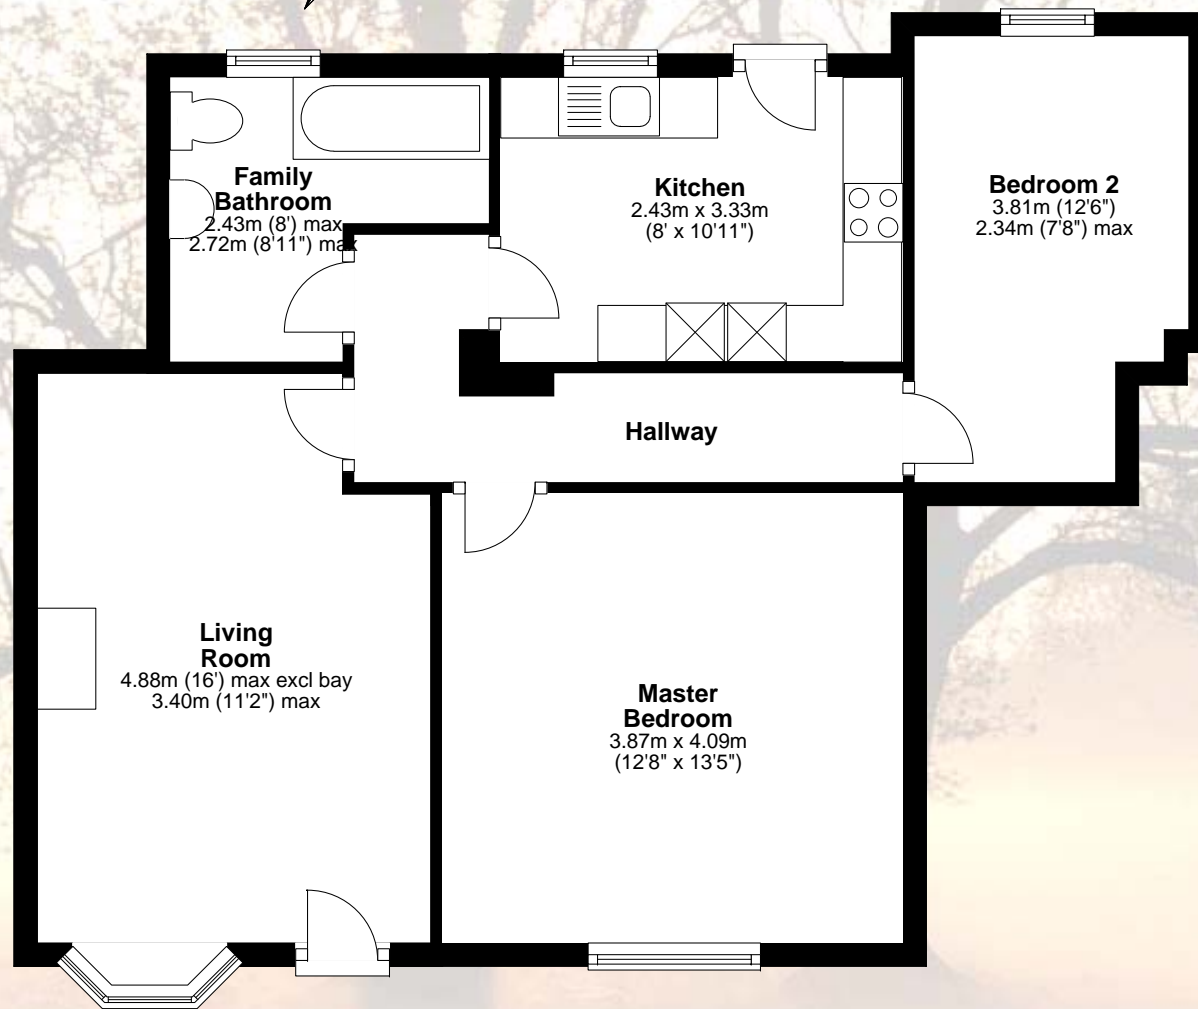 Family
Bathroom
2.43m (8') max
2.72m (8'11") max
Kitchen
2.43m x 3.33m
(8' x 10'11")
Bedroom 2
3.81m (12'6")
2.34m (7'8") max
Hallway
Living
Room
4.88m (16') max excl bay
3.40m (11'2") max
Master
Bedroom
3.87m x 4.09m
(12'8" x 13'5")